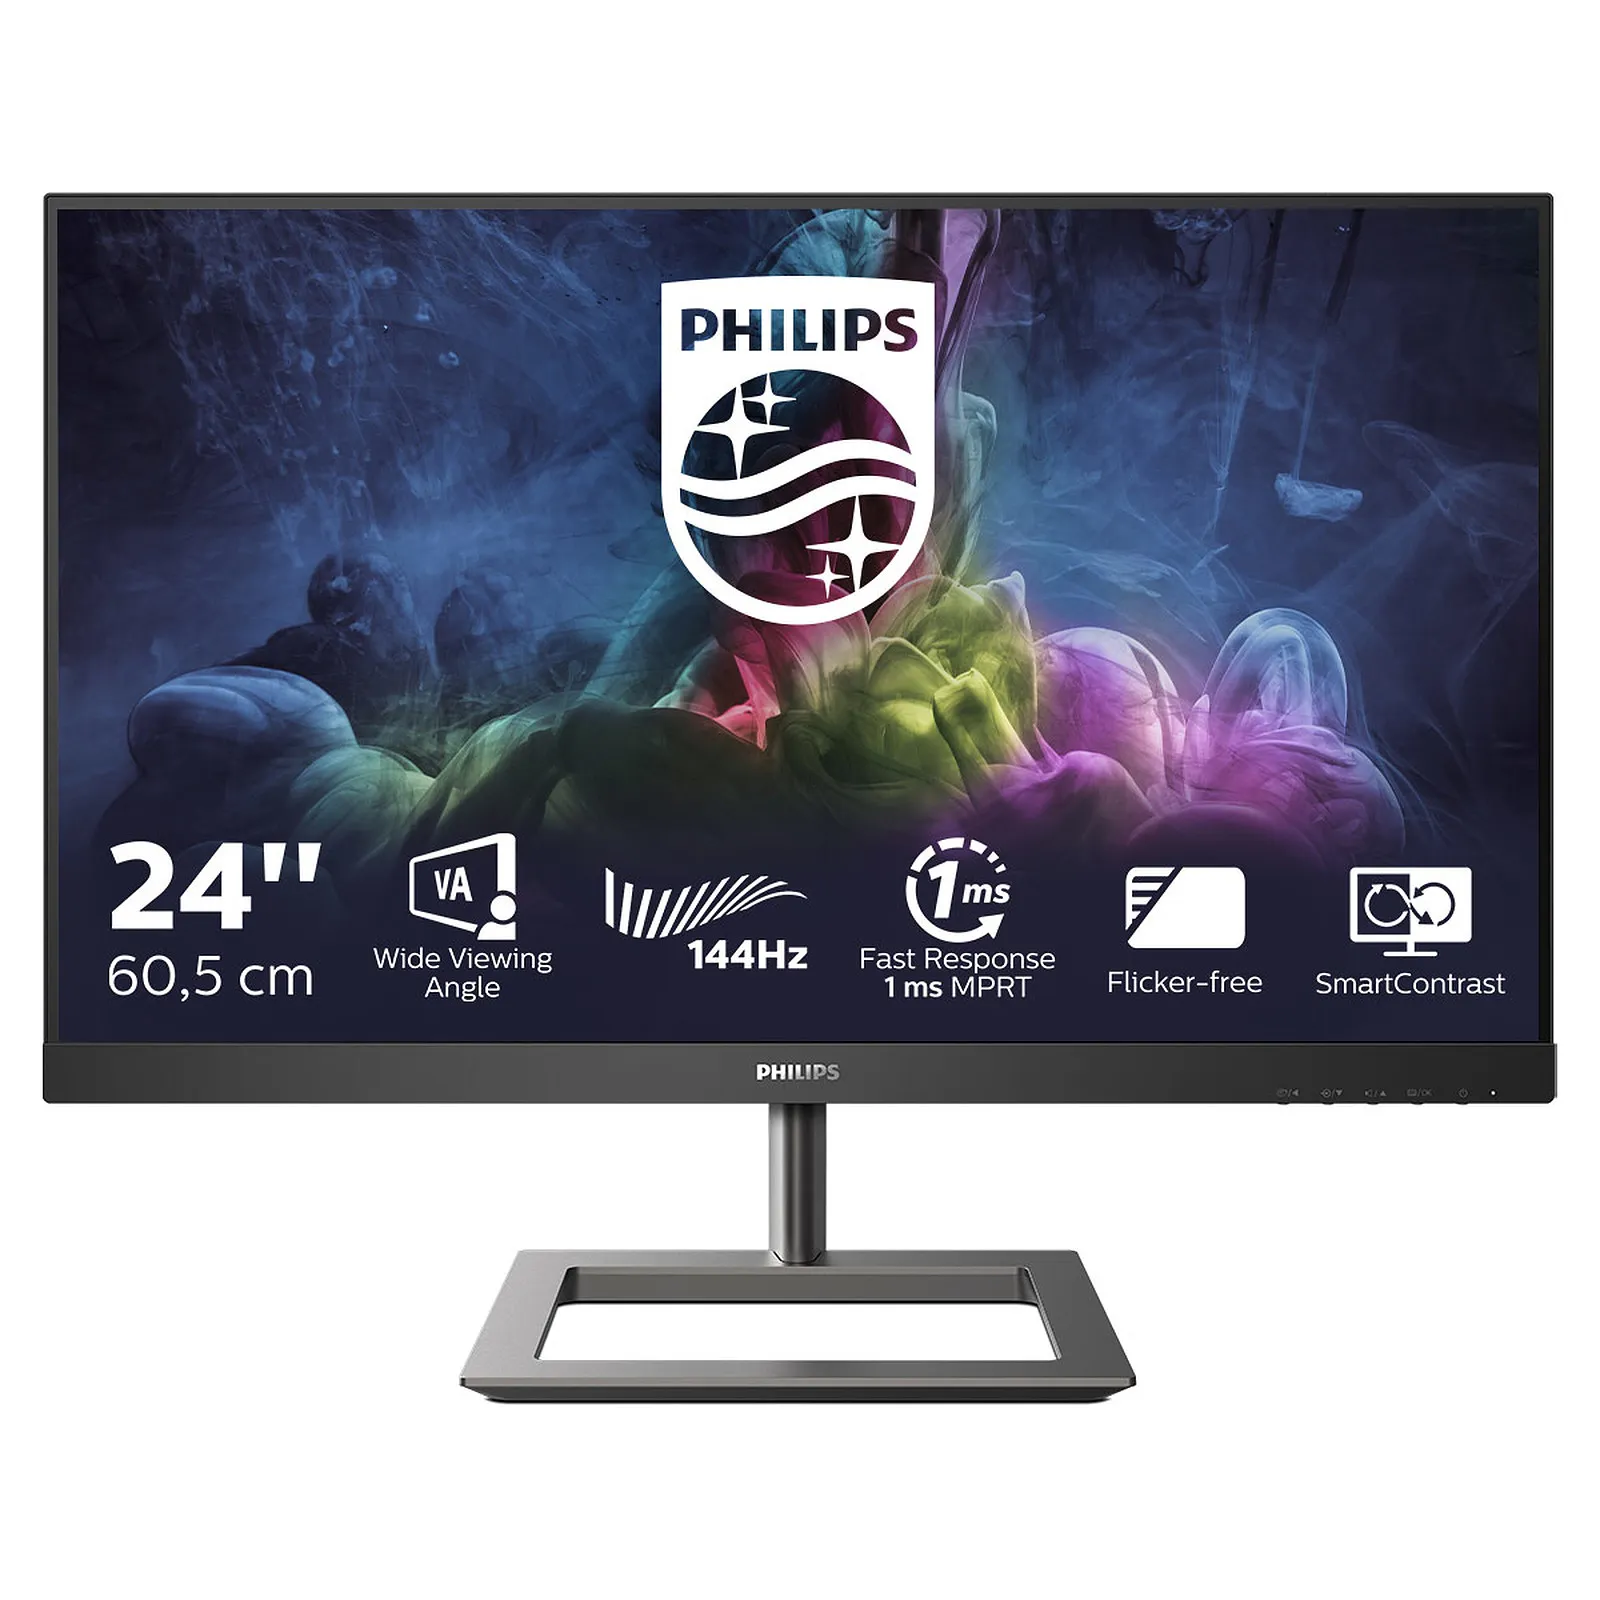 PHILIPS
24"
60,5 cm
VA
Wide Viewing
Angle
144Hz
1ms
Fast Response
1 ms MPRT
Flicker-free
SmartContrast
PHILIPS